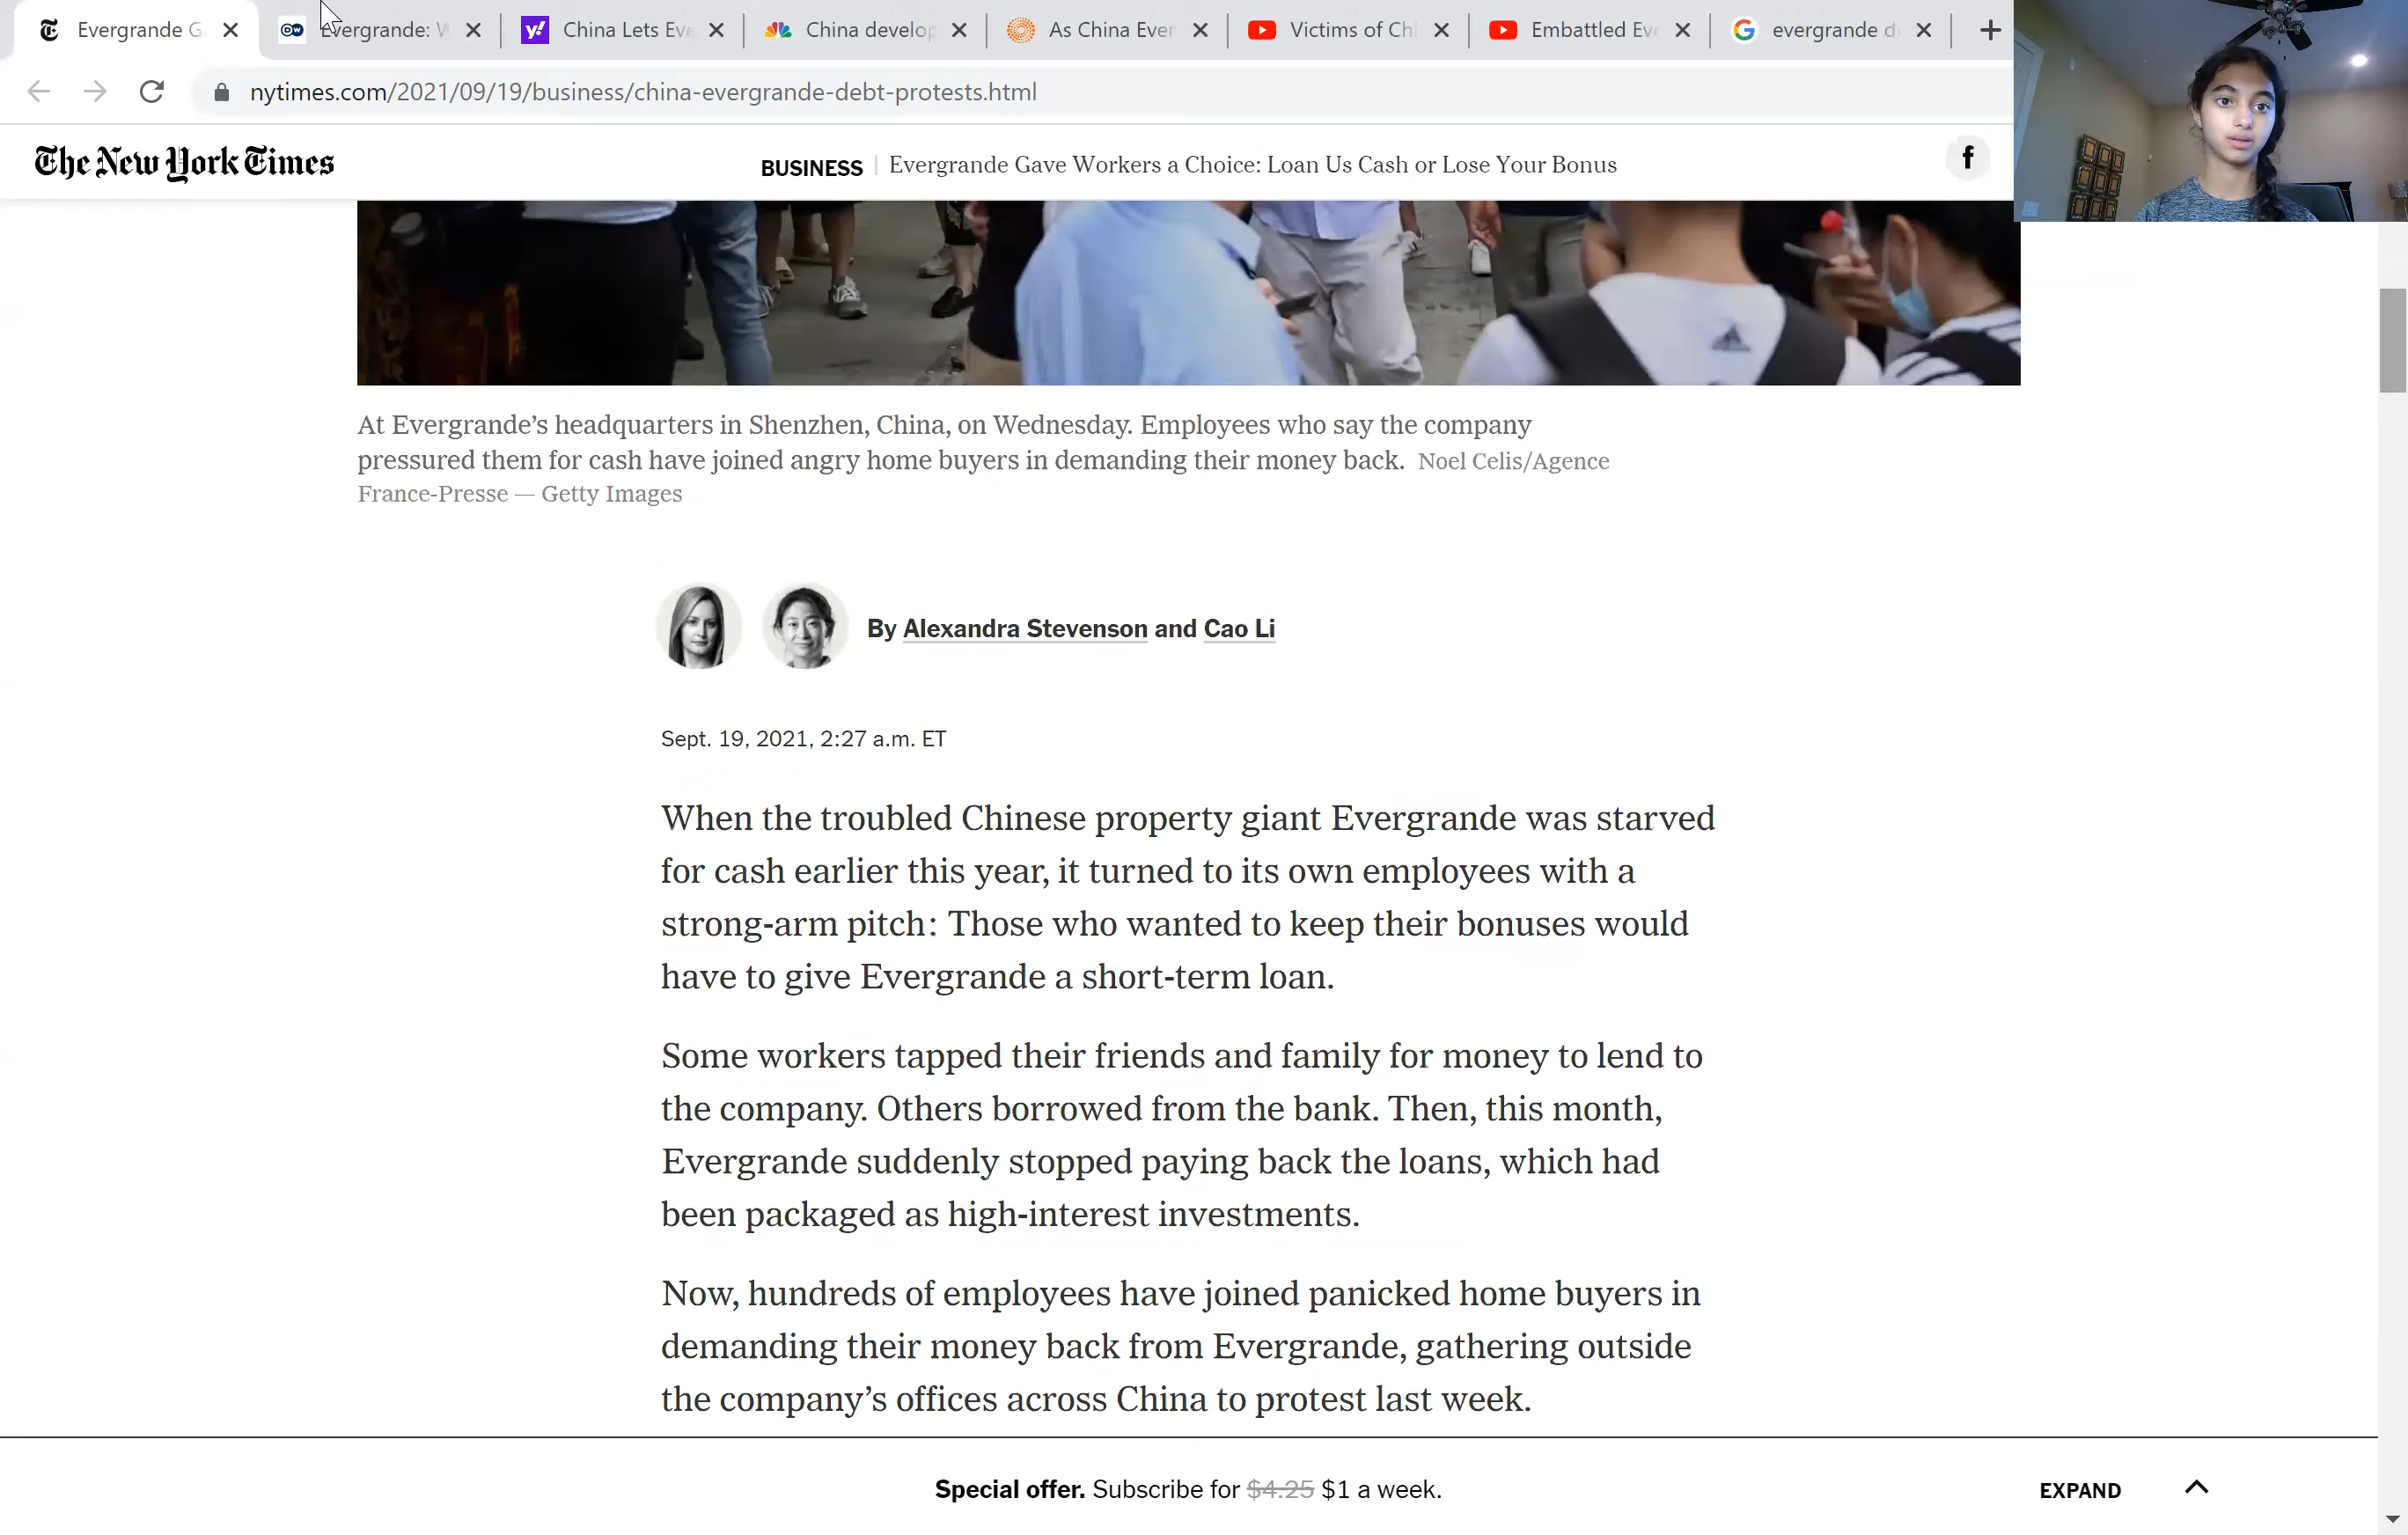 Evergrande G
Evergrande: W
China Lets Eve
China develop
As China Ever
Victims of Chi
Embattled Eve
evergrande d
nytimes.com/2021/09/19/business/china-evergrande-debt-protests.html
The New York Times
BUSINESS | Evergrande Gave Workers a Choice: Loan Us Cash or Lose Your Bonus
At Evergrande’s headquarters in Shenzhen, China, on Wednesday. Employees who say the company
pressured them for cash have joined angry home buyers in demanding their money back. Noel Celis/Agence
France-Presse — Getty Images
By Alexandra Stevenson and Cao Li
Sept. 19, 2021, 2:27 a.m. ET
When the troubled Chinese property giant Evergrande was starved
for cash earlier this year, it turned to its own employees with a
strong-arm pitch: Those who wanted to keep their bonuses would
have to give Evergrande a short-term loan.
Some workers tapped their friends and family for money to lend to
the company. Others borrowed from the bank. Then, this month,
Evergrande suddenly stopped paying back the loans, which had
been packaged as high-interest investments.
Now, hundreds of employees have joined panicked home buyers in
demanding their money back from Evergrande, gathering outside
the company’s offices across China to protest last week.
Special offer. Subscribe for $4.25 $1 a week.
EXPAND